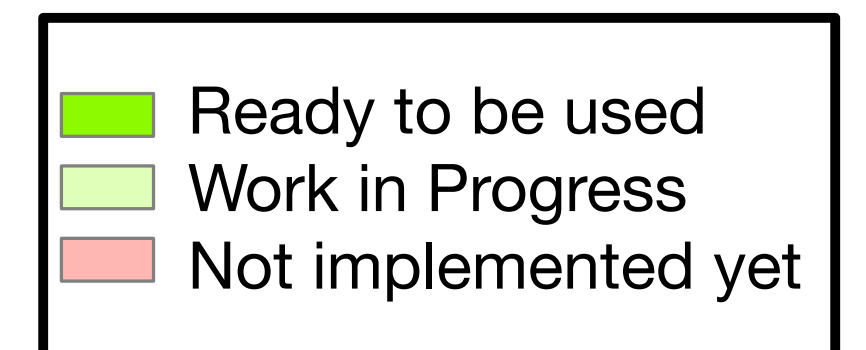 Ready to be used
Work in Progress
Not implemented yet